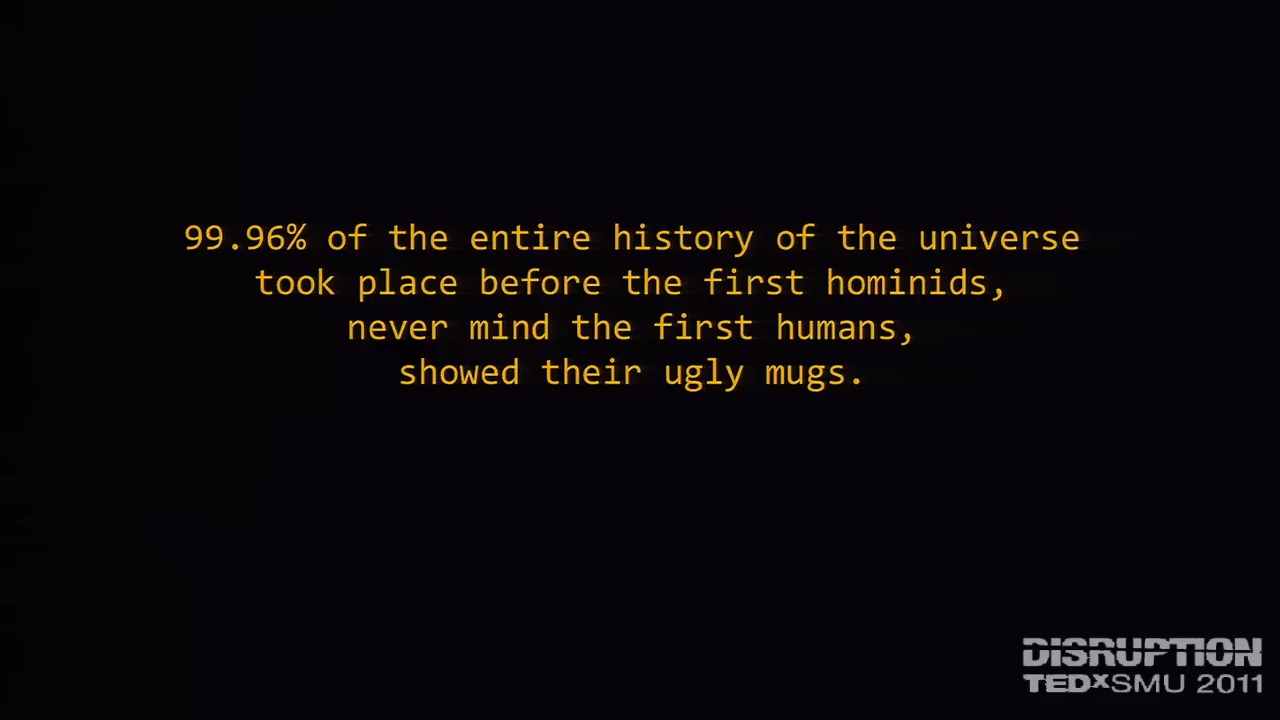 99.96% of the entire history of the universe
took place before the first hominids,
never mind the first humans,
showed their ugly mugs.
DISRUPTION
TEDxSMU 2011